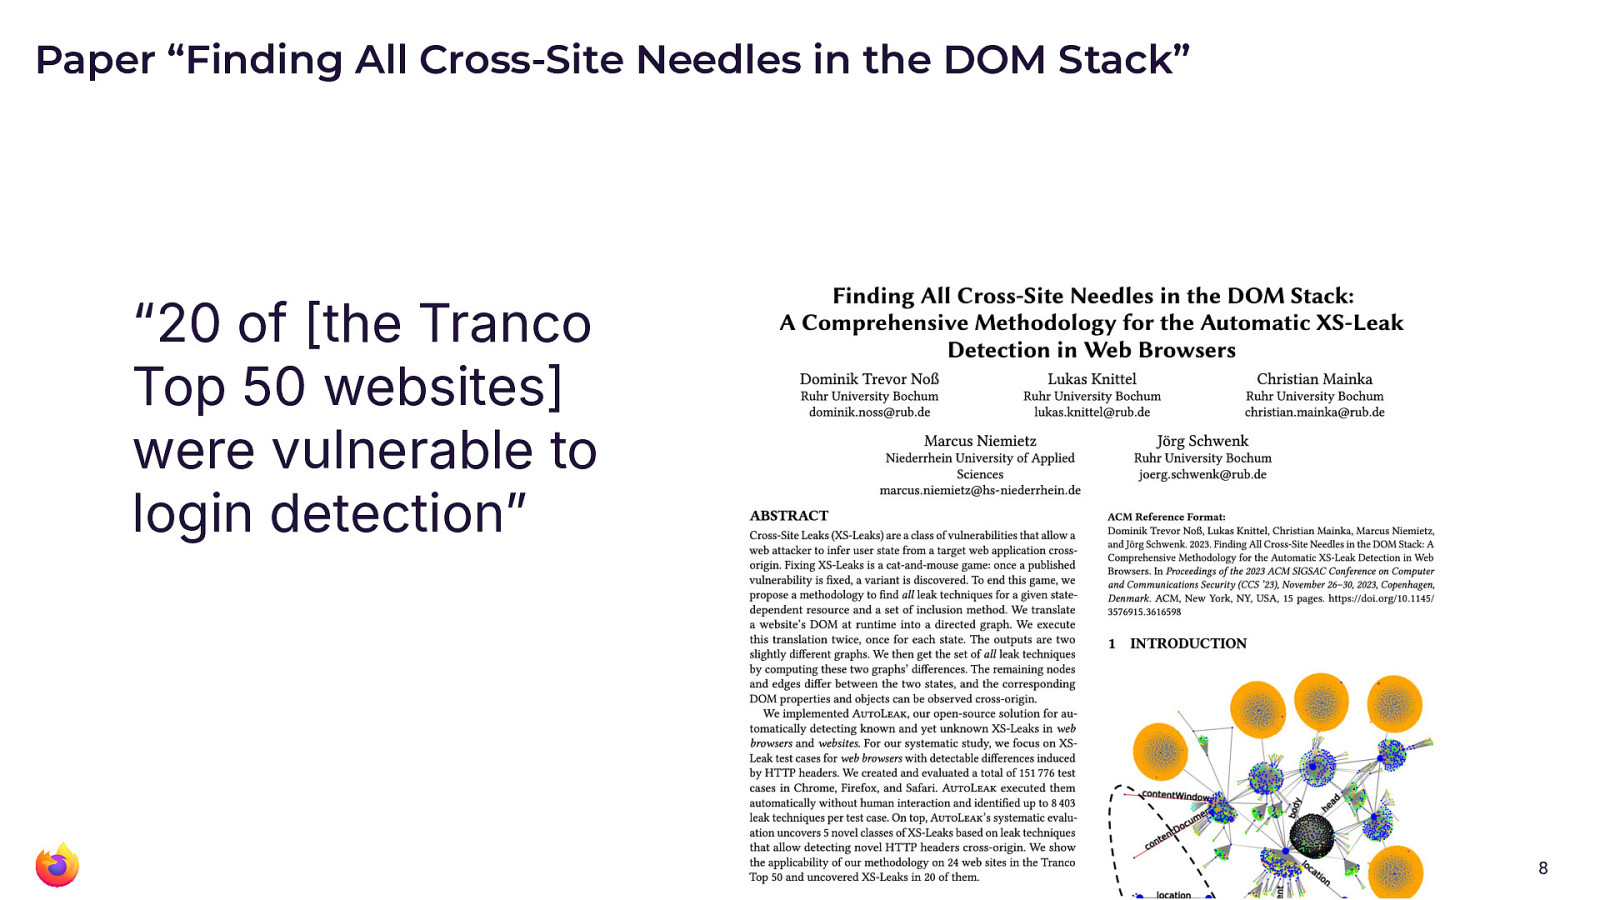 Paper “Finding All Cross-Site Needles in the DOM Stack”
“20 of [the Tranco
Top 50 websites]
were vulnerable to
login detection”
Finding All Cross-Site Needles in the DOM Stack:
A Comprehensive Methodology for the Automatic XS-Leak
Detection in Web Browsers
Dominik Trevor Noß
Ruhr University Bochum
dominik.noss@rub.de
Lukas Knittel
Ruhr University Bochum
lukas.knittel@rub.de
Christian Mainka
Ruhr University Bochum
christian.mainka@rub.de
Marcus Niemietz
Niederrhein University of Applied
Sciences
marcus.niemietz@hs-niederrhein.de
Jörg Schwenk
Ruhr University Bochum
joerg.schwenk@rub.de
ABSTRACT
Cross-Site Leaks (XS-Leaks) are a class of vulnerabilities that allow a
web attacker to infer user state from a target web application cross-
origin. Fixing XS-Leaks is a cat-and-mouse game: once a published
vulnerability is fixed, a variant is discovered. To end this game, we
propose a methodology to find all leak techniques for a given state-
dependent resource and a set of inclusion method. We translate
a website's DOM at runtime into a directed graph. We execute
this translation twice, once for each state. The outputs are two
slightly different graphs. We then get the set of all leak techniques
by computing these two graphs' differences. The remaining nodes
and edges differ between the two states, and the corresponding
DOM properties and objects can be observed cross-origin.
We implemented AutoLeak, our open-source solution for au-
tomatically detecting known and yet unknown XS-Leaks in web
browsers and websites. For our systematic study, we focus on XS-
Leak test cases for web browsers with detectable differences induced
by HTTP headers. We created and evaluated a total of 151 776 test
cases in Chrome, Firefox, and Safari. AutoLeak executed them
automatically without human interaction and identified up to 8 403
leak techniques per test case. On top, AutoLeak's systematic evalu-
ation uncovers 5 novel classes of XS-Leaks based on leak techniques
that allow detecting novel HTTP headers cross-origin. We show
the applicability of our methodology on 24 web sites in the Tranco
Top 50 and uncovered XS-Leaks in 20 of them.
ACM Reference Format:
Dominik Trevor Noß, Lukas Knittel, Christian Mainka, Marcus Niemietz,
and Jörg Schwenk. 2023. Finding All Cross-Site Needles in the DOM Stack: A
Comprehensive Methodology for the Automatic XS-Leak Detection in Web
Browsers. In Proceedings of the 2023 ACM SIGSAC Conference on Computer
and Communications Security (CCS '23), November 26–30, 2023, Copenhagen,
Denmark. ACM, New York, NY, USA, 15 pages. https://doi.org/10.1145/
3576915.3616598
1 INTRODUCTION
contentWindow
body
head
location
location
8